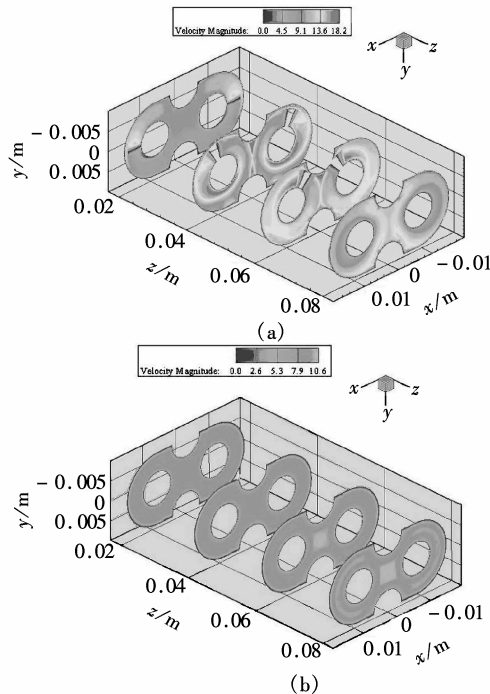 Velocity Magnitude: 0.0 4.5 9.1 13.6 18.2
x z
y
y/m
− 0.005
0
0.005
0.02
0.04
0.06
0.08
z/m
− 0.01
0
0.01
x/m
(a)
Velocity Magnitude: 0.0 2.6 5.3 7.9 10.6
x z
y
y/m
− 0.005
0
0.005
0.02
0.04
0.06
0.08
z/m
− 0.01
0
0.01
x/m
(b)